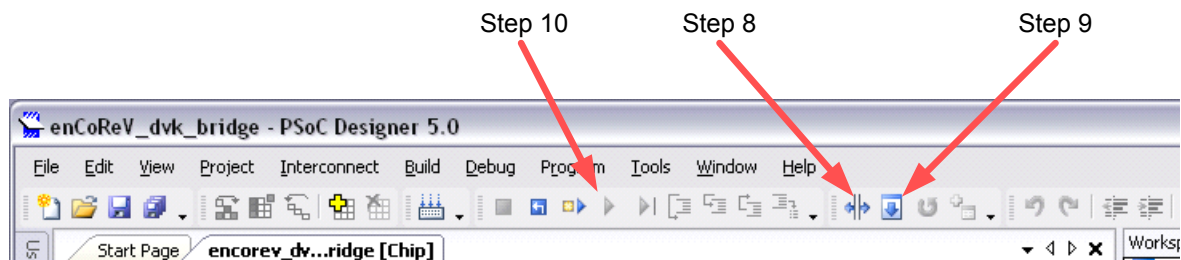 Step 10 Step 8 Step 9
enCoReV_dvk_bridge - PSoC Designer 5.0
File Edit View Project Interconnect Build Debug Program Tools Window Help
Start Page encorev_dv...ridge [Chip] Worksp